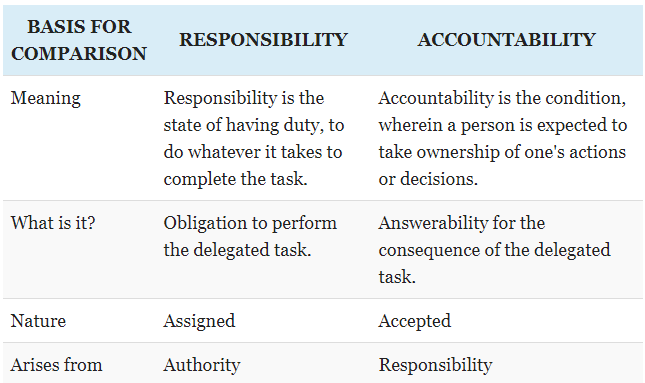 BASIS FOR
COMPARISON
RESPONSIBILITY
ACCOUNTABILITY
Meaning
Responsibility is the
state of having duty, to
do whatever it takes to
complete the task.
Accountability is the condition,
wherein a person is expected to
take ownership of one's actions
or decisions.
What is it?
Obligation to perform
the delegated task.
Answerability for the
consequence of the delegated
task.
Nature
Assigned
Accepted
Arises from
Authority
Responsibility